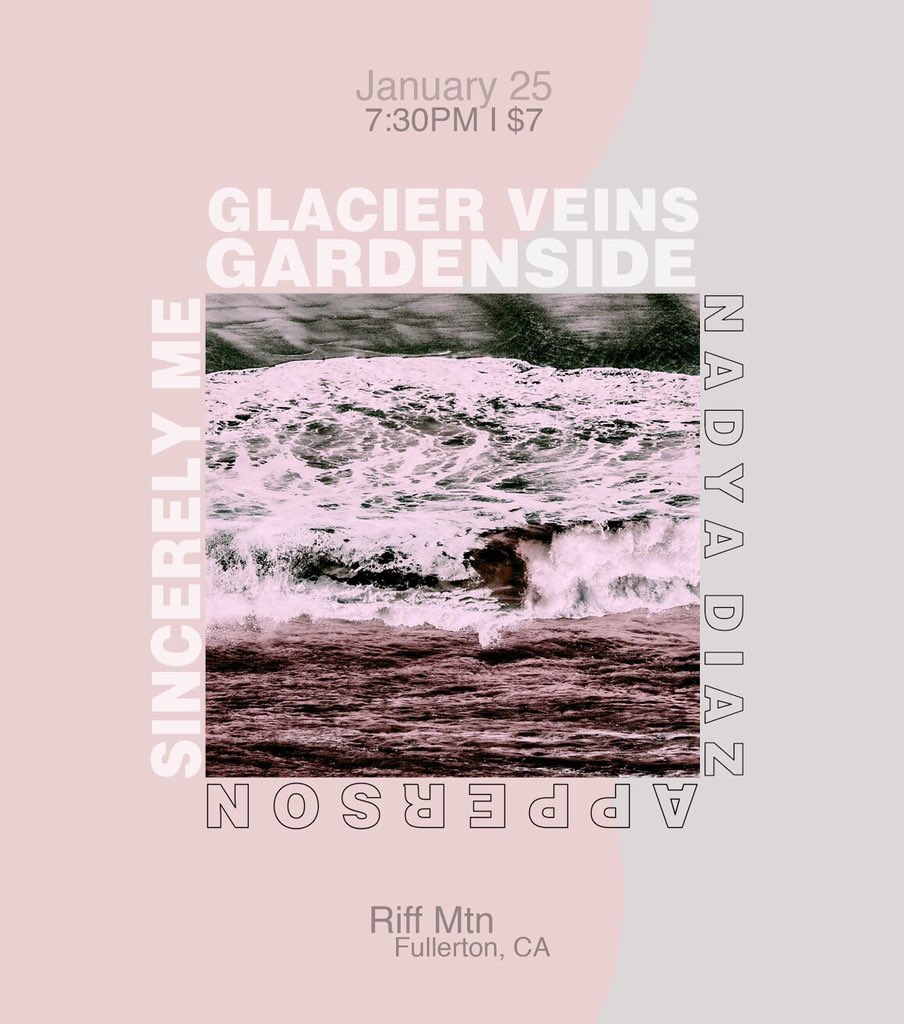 January 25
7:30PM I $7
GLACIER VEINS
GARDENSIDE
SINCERELY ME
NADYA DIAZ
APPERSON
Riff Mtn
Fullerton, CA